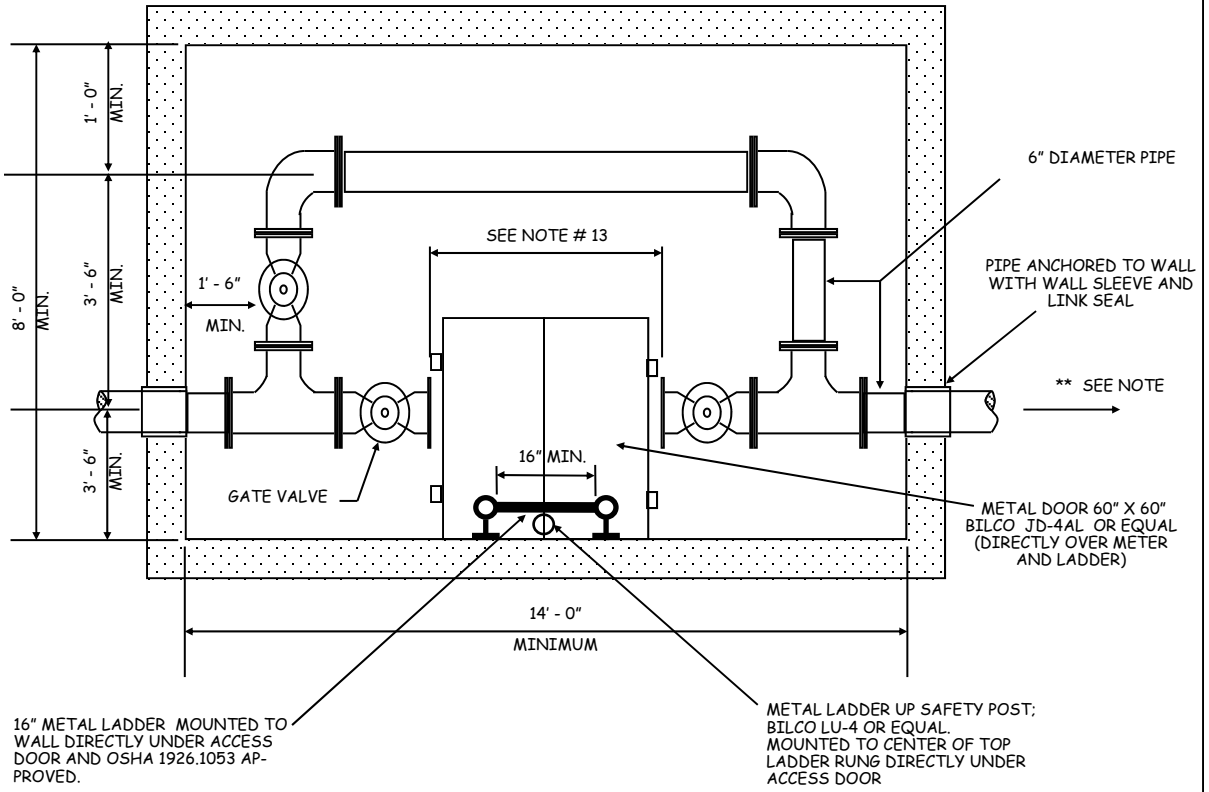 1' - 0"
MIN.
3' - 6"
MIN.
8' - 0"
MIN.
3' - 6"
MIN.
1' - 6"
MIN.
SEE NOTE # 13
6" DIAMETER PIPE
PIPE ANCHORED TO WALL
WITH WALL SLEEVE AND
LINK SEAL
** SEE NOTE
GATE VALVE
16" MIN.
METAL DOOR 60" X 60"
BILCO JD-4AL OR EQUAL
(DIRECTLY OVER METER
AND LADDER)
14' - 0"
MINIMUM
16" METAL LADDER MOUNTED TO
WALL DIRECTLY UNDER ACCESS
DOOR AND OSHA 1926.1053 AP-
PROVED.
METAL LADDER UP SAFETY POST;
BILCO LU-4 OR EQUAL.
MOUNTED TO CENTER OF TOP
LADDER RUNG DIRECTLY UNDER
ACCESS DOOR